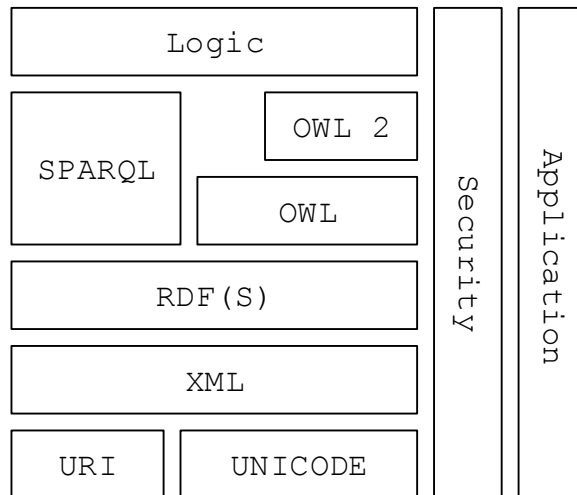 Logic
SPARQL
OWL 2
OWL
RDF(S)
XML
URI
UNICODE
Security
Application